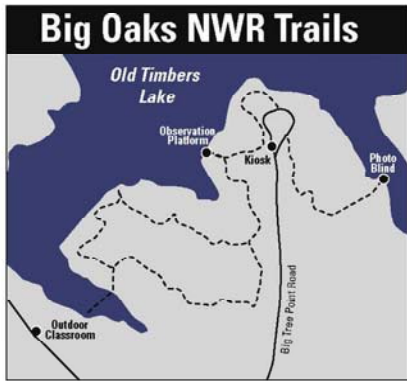 Big Oaks NWR Trails
Old Timbers
Lake
Observation
Platform
Kiosk
Photo
Blind
Big Tree Point Road
Outdoor
Classroom